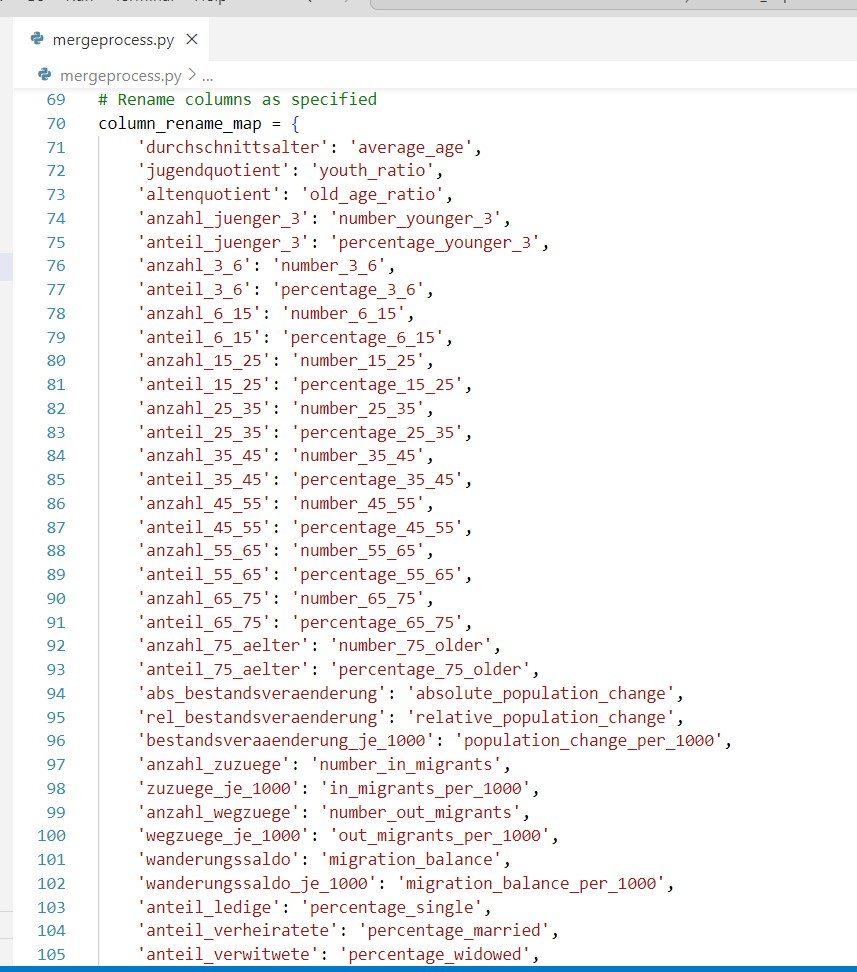 mergeprocess.py ×
mergeprocess.py > ...
69 # Rename columns as specified
70 column_rename_map = {
71 'durchschnittsalter': 'average_age',
72 'jugendquotient': 'youth_ratio',
73 'altenquotient': 'old_age_ratio',
74 'anzahl_juenger_3': 'number_younger_3',
75 'anteil_juenger_3': 'percentage_younger_3',
76 'anzahl_3_6': 'number_3_6',
77 'anteil_3_6': 'percentage_3_6',
78 'anzahl_6_15': 'number_6_15',
79 'anteil_6_15': 'percentage_6_15',
80 'anzahl_15_25': 'number_15_25',
81 'anteil_15_25': 'percentage_15_25',
82 'anzahl_25_35': 'number_25_35',
83 'anteil_25_35': 'percentage_25_35',
84 'anzahl_35_45': 'number_35_45',
85 'anteil_35_45': 'percentage_35_45',
86 'anzahl_45_55': 'number_45_55',
87 'anteil_45_55': 'percentage_45_55',
88 'anzahl_55_65': 'number_55_65',
89 'anteil_55_65': 'percentage_55_65',
90 'anzahl_65_75': 'number_65_75',
91 'anteil_65_75': 'percentage_65_75',
92 'anzahl_75_aelter': 'number_75_older',
93 'anteil_75_aelter': 'percentage_75_older',
94 'abs_bestandsveraenderung': 'absolute_population_change',
95 'rel_bestandsveraenderung': 'relative_population_change',
96 'bestandsveraaenderung_je_1000': 'population_change_per_1000',
97 'anzahl_zuzuege': 'number_in_migrants',
98 'zuzuege_je_1000': 'in_migrants_per_1000',
99 'anzahl_wegzuege': 'number_out_migrants',
100 'wegzuege_je_1000': 'out_migrants_per_1000',
101 'wanderungssaldo': 'migration_balance',
102 'wanderungssaldo_je_1000': 'migration_balance_per_1000',
103 'anteil_ledige': 'percentage_single',
104 'anteil_verheiratete': 'percentage_married',
105 'anteil_verwitwete': 'percentage_widowed',